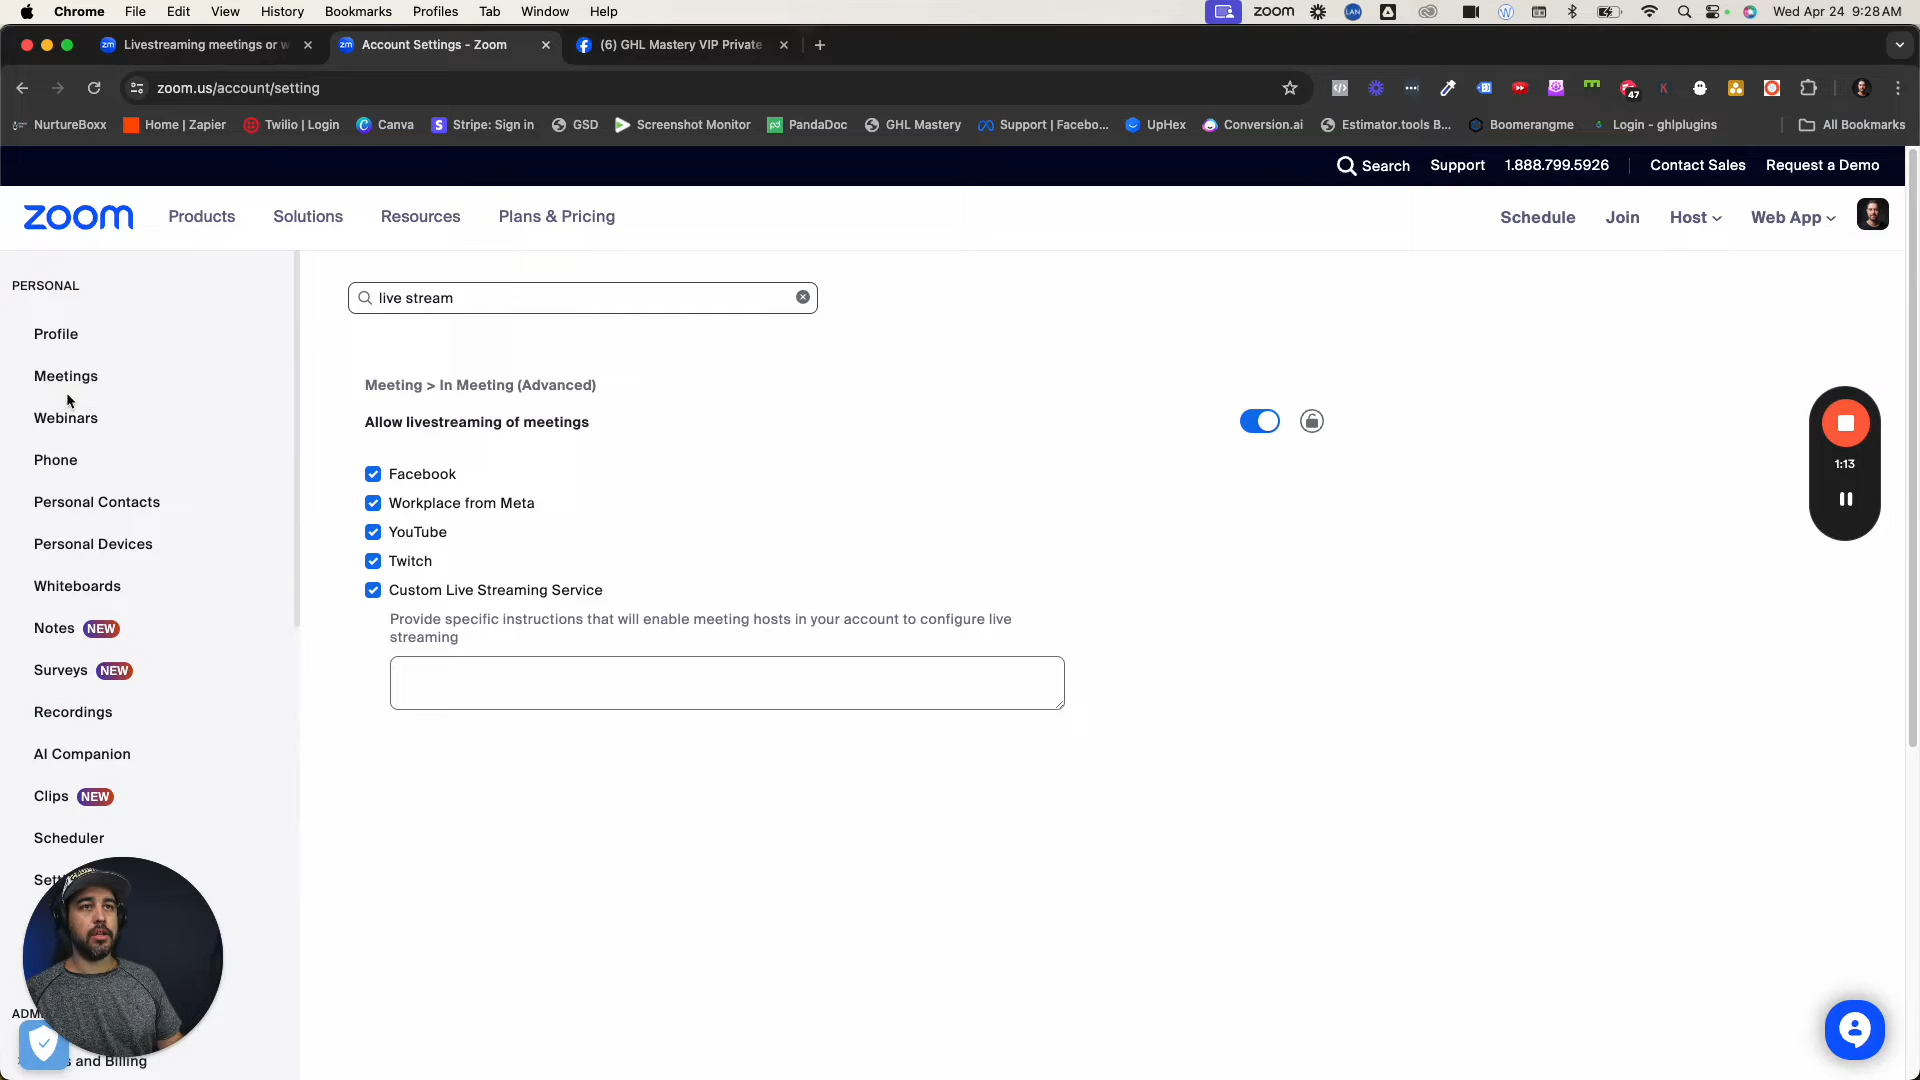 Chrome File Edit View History Bookmarks Profiles Tab Window Help zoom LAN Wed Apr 24 9:28 AM
zm Livestreaming meetings or w zm Account Settings - Zoom (6) GHL Mastery VIP Private
zoom.us/account/setting 47
NurtureBoxx Home | Zapier Twilio | Login Canva Stripe: Sign in GSD Screenshot Monitor PandaDoc GHL Mastery Support | Facebo... UpHex Conversion.ai Estimator.tools B... Boomerangme Login - ghlplugins All Bookmarks
Search Support 1.888.799.5926 Contact Sales Request a Demo
zoom Products Solutions Resources Plans & Pricing Schedule Join Host Web App
PERSONAL
Profile
Meetings
Webinars
Phone
Personal Contacts
Personal Devices
Whiteboards
Notes NEW
Surveys NEW
Recordings
AI Companion
Clips NEW
Scheduler
live stream
Meeting > In Meeting (Advanced)
Allow livestreaming of meetings
Facebook
Workplace from Meta
YouTube
Twitch
Custom Live Streaming Service
Provide specific instructions that will enable meeting hosts in your account to configure live
streaming
1:13
and Billing